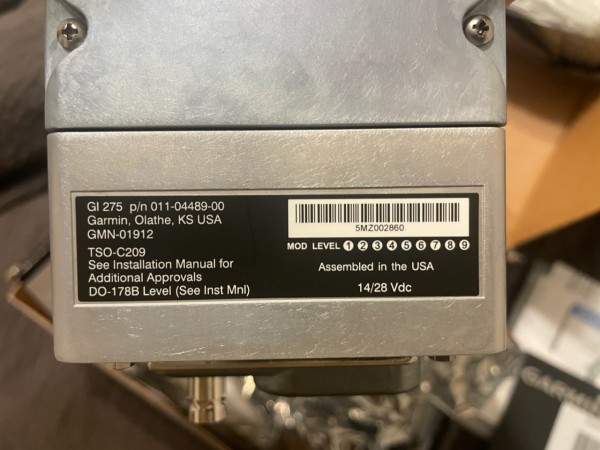 GI 275 p/n 011-04489-00
Garmin, Olathe, KS USA
GMN-01912
TSO-C209
See Installation Manual for
Additional Approvals
DO-178B Level (See Inst Mnl)
5MZ002860
MOD LEVEL 1 2 3 4 5 6 7 8 9
Assembled in the USA
14/28 Vdc